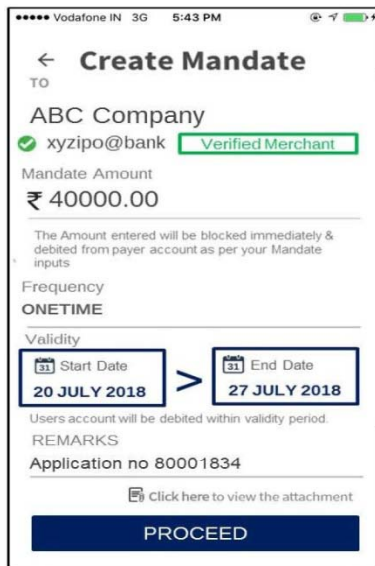 Vodafone IN 3G 5:43 PM
Create Mandate
TO
ABC Company
xyzipo@bank Verified Merchant
Mandate Amount
₹ 40000.00
The Amount entered will be blocked immediately &
debited from payer account as per your Mandate
inputs
Frequency
ONETIME
Validity
31 Start Date > 31 End Date
20 JULY 2018 27 JULY 2018
Users account will be debited within validity period.
REMARKS
Application no 80001834
Click here to view the attachment
PROCEED